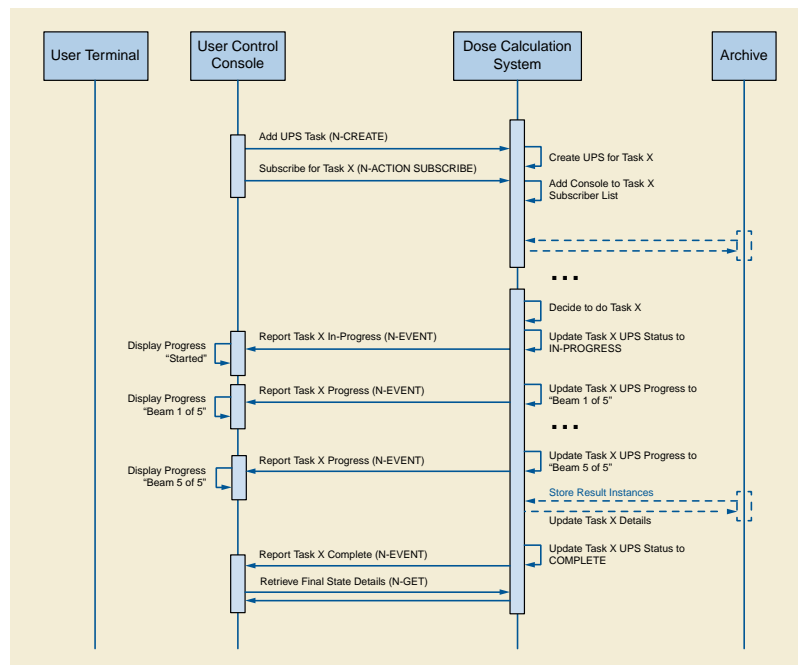 User Terminal
User Control
Console
Dose Calculation
System
Archive
Add UPS Task (N-CREATE)
Create UPS for Task X
Subscribe for Task X (N-ACTION SUBSCRIBE)
Add Console to Task X
Subscriber List
...
Decide to do Task X
Report Task X In-Progress (N-EVENT)
Update Task X UPS Status to
IN-PROGRESS
Display Progress
“Started”
Report Task X Progress (N-EVENT)
Update Task X UPS Progress to
“Beam 1 of 5”
Display Progress
“Beam 1 of 5”
...
Report Task X Progress (N-EVENT)
Update Task X UPS Progress to
“Beam 5 of 5”
Display Progress
“Beam 5 of 5”
Store Result Instances
Update Task X Details
Report Task X Complete (N-EVENT)
Update Task X UPS Status to
COMPLETE
Retrieve Final State Details (N-GET)